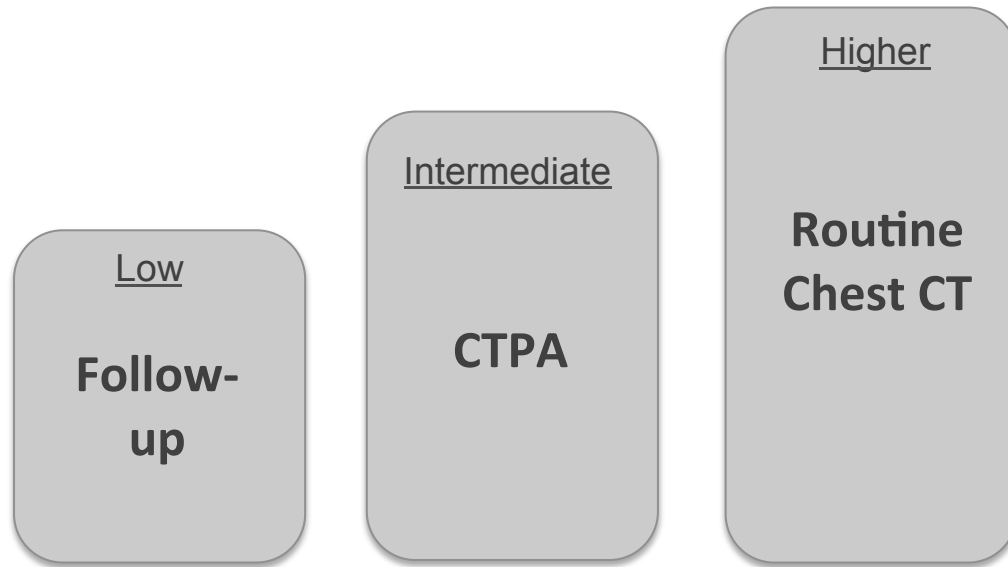 Low
Follow-
up
Intermediate
CTPA
Higher
Routine
Chest CT